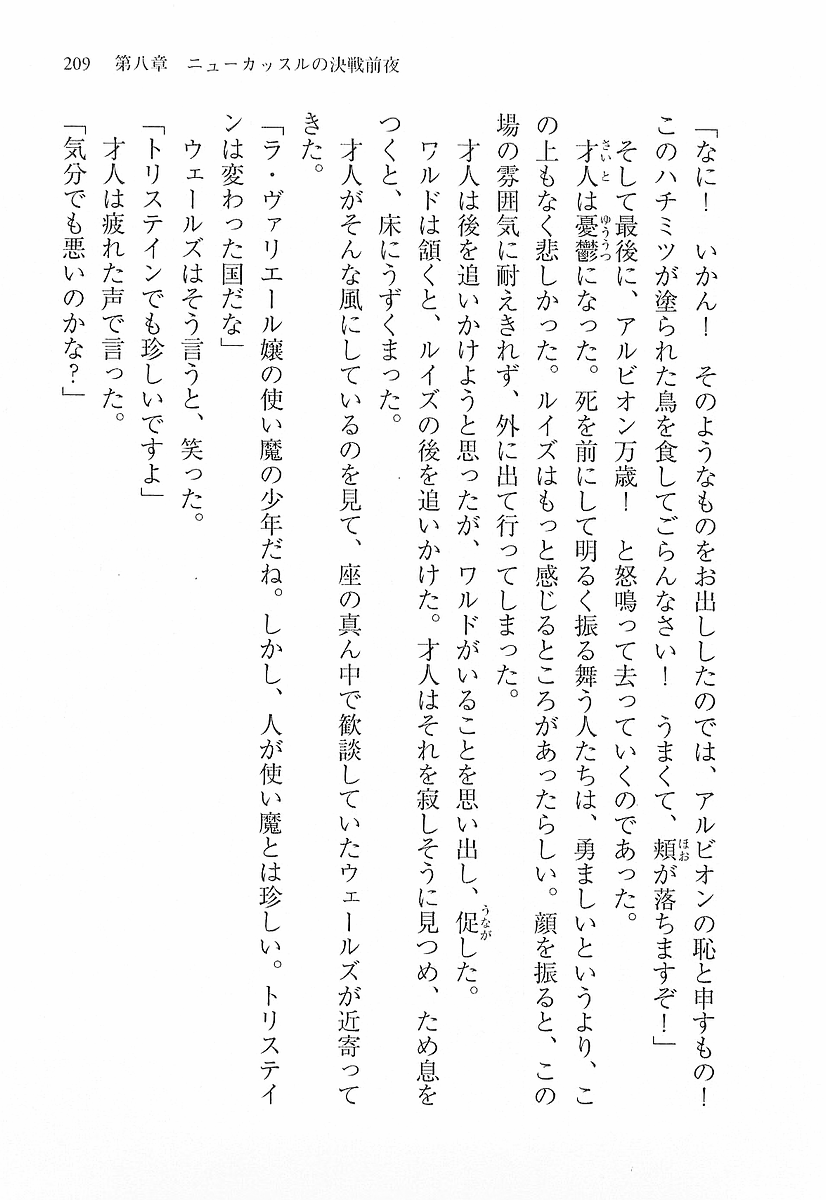 209　第八章　ニューカッスルの決戦前夜
「なに！　いかん！　そのようなものをお出ししたのでは、アルビオンの恥と申すもの！
このハチミツが塗られた鳥を食してごらんなさい！　うまくて、頬が落ちますぞ！」
そして最後に、アルビオン万歳！　と怒鳴って去っていくのであった。
才人は憂鬱になった。死を前にして明るく振る舞う人たちは、勇ましいというより、こ
の上もなく悲しかった。ルイズはもっと感じるところがあったらしい。顔を振ると、この
場の雰囲気に耐えきれず、外に出て行ってしまった。
才人は後を追いかけようと思ったが、ワルドがいることを思い出し、促した。
ワルドは頷くと、ルイズの後を追いかけた。才人はそれを寂しそうに見つめ、ため息を
つくと、床にうずくまった。
才人がそんな風にしているのを見て、座の真ん中で歓談していたウェールズが近寄って
きた。
「ラ・ヴァリエール嬢の使い魔の少年だね。しかし、人が使い魔とは珍しい。トリステイ
ンは変わった国だな」
ウェールズはそう言うと、笑った。
「トリステインでも珍しいですよ」
才人は疲れた声で言った。
「気分でも悪いのかな？」